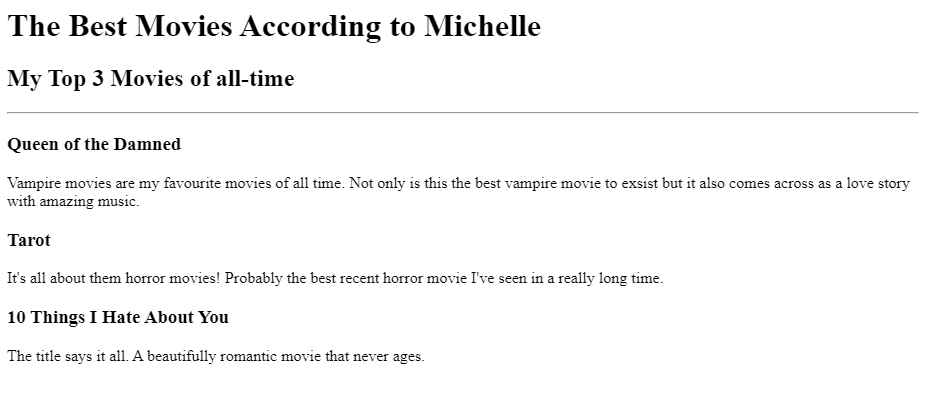 The Best Movies According to Michelle
My Top 3 Movies of all-time
Queen of the Damned
Vampire movies are my favourite movies of all time. Not only is this the best vampire movie to exsist but it also comes across as a love story
with amazing music.
Tarot
It's all about them horror movies! Probably the best recent horror movie I've seen in a really long time.
10 Things I Hate About You
The title says it all. A beautifully romantic movie that never ages.